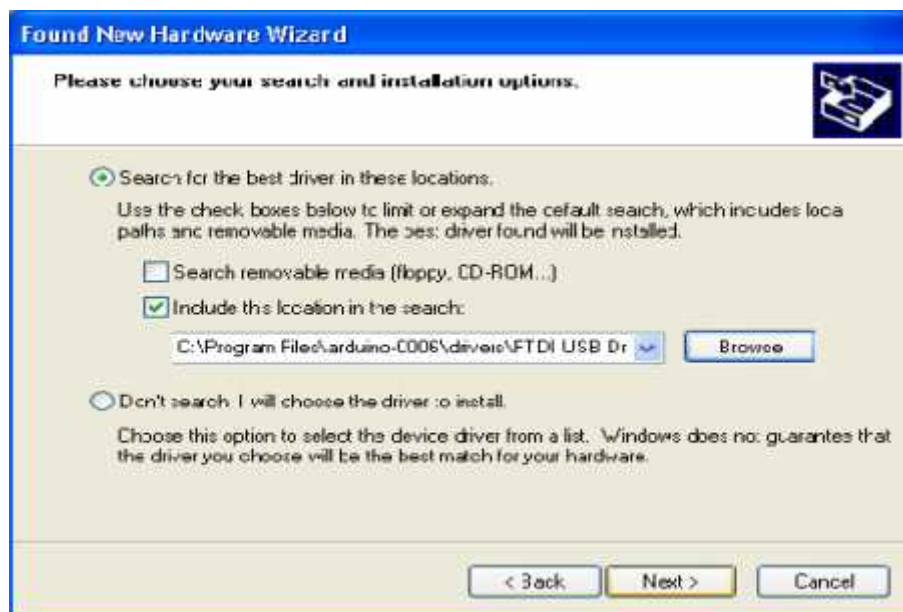 Found New Hardware Wizard
Please choose your search and installation options.
Search for the best driver in these locations.
Use the check boxes below to limit or expand the default search, which includes local
paths and removable media. The best driver found will be installed.
Search removable media (floppy, CD-ROM...)
Include this location in the search:
C:\Program Files\arduino-0006\drivers\FTDI USB Dr
Browse
Don't search. I will choose the driver to install.
Choose this option to select the device driver from a list. Windows does not guarantee that
the driver you choose will be the best match for your hardware.
< Back
Next >
Cancel